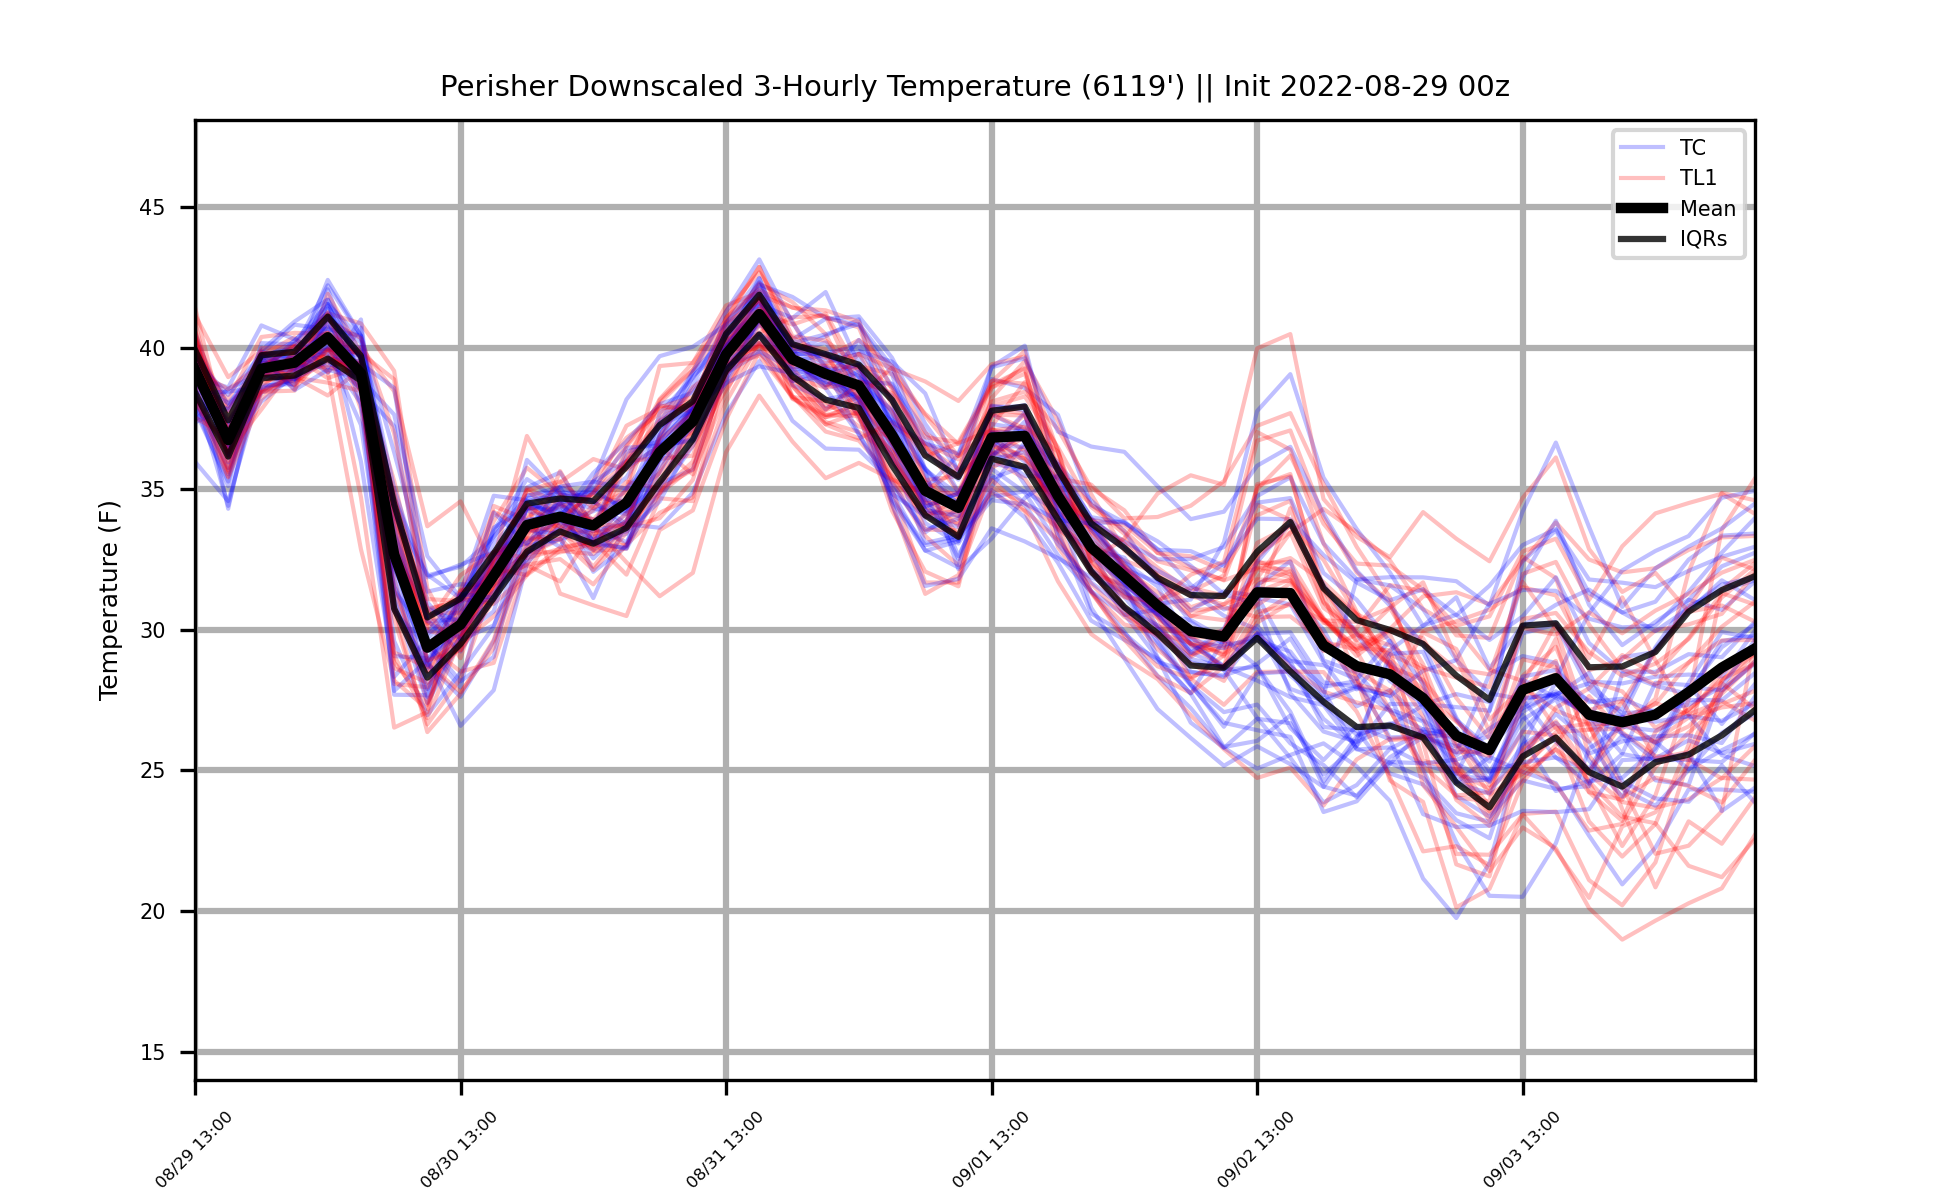 Perisher Downscaled 3-Hourly Temperature (6119') || Init 2022-08-29 00z
TC
TL1
Mean
IQRs
Temperature (F)
45
40
35
30
25
20
15
08/29 13:00
08/30 13:00
08/31 13:00
09/01 13:00
09/02 13:00
09/03 13:00